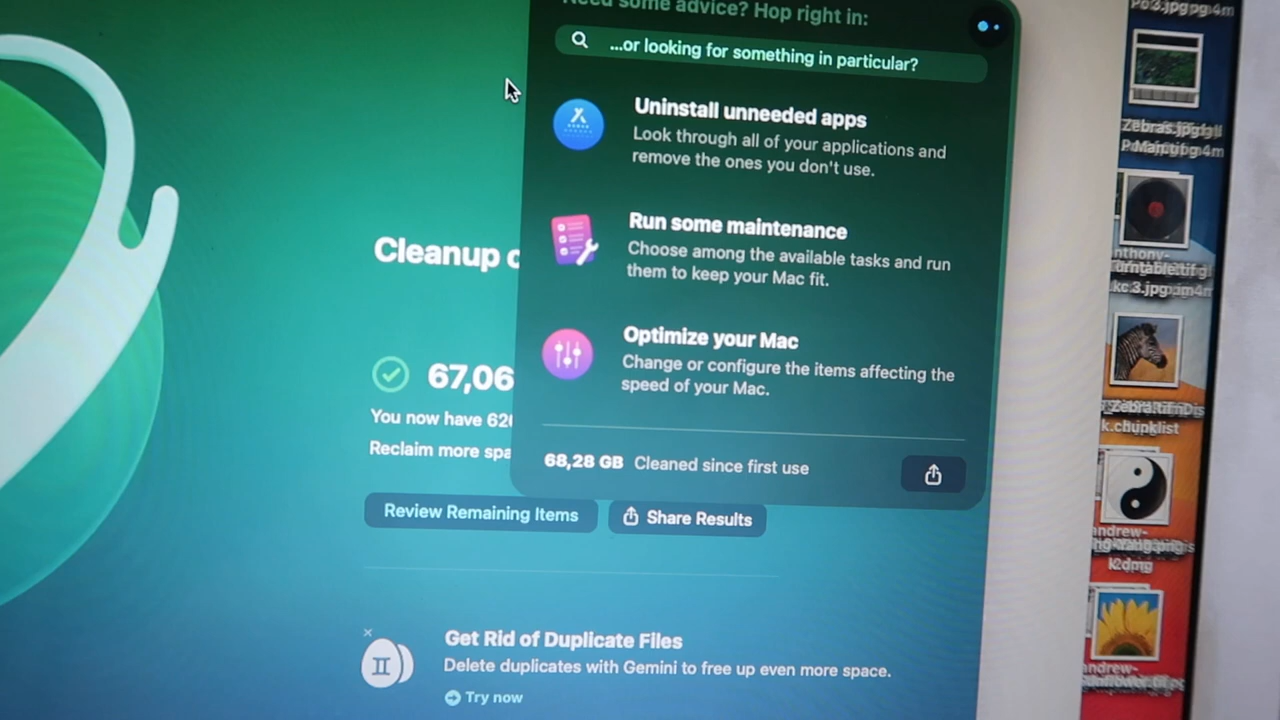 Need some advice? Hop right in:
...or looking for something in particular?
Uninstall unneeded apps
Look through all of your applications and
remove the ones you don't use.
Run some maintenance
Choose among the available tasks and run
them to keep your Mac fit.
Optimize your Mac
Change or configure the items affecting the
speed of your Mac.
68,28 GB Cleaned since first use
Cleanup
67,06
You now have
Reclaim more
Review Remaining Items
Share Results
Get Rid of Duplicate Files
Delete duplicates with Gemini to free up even more space.
Try now
k.chunklist
andrew-
andrew-